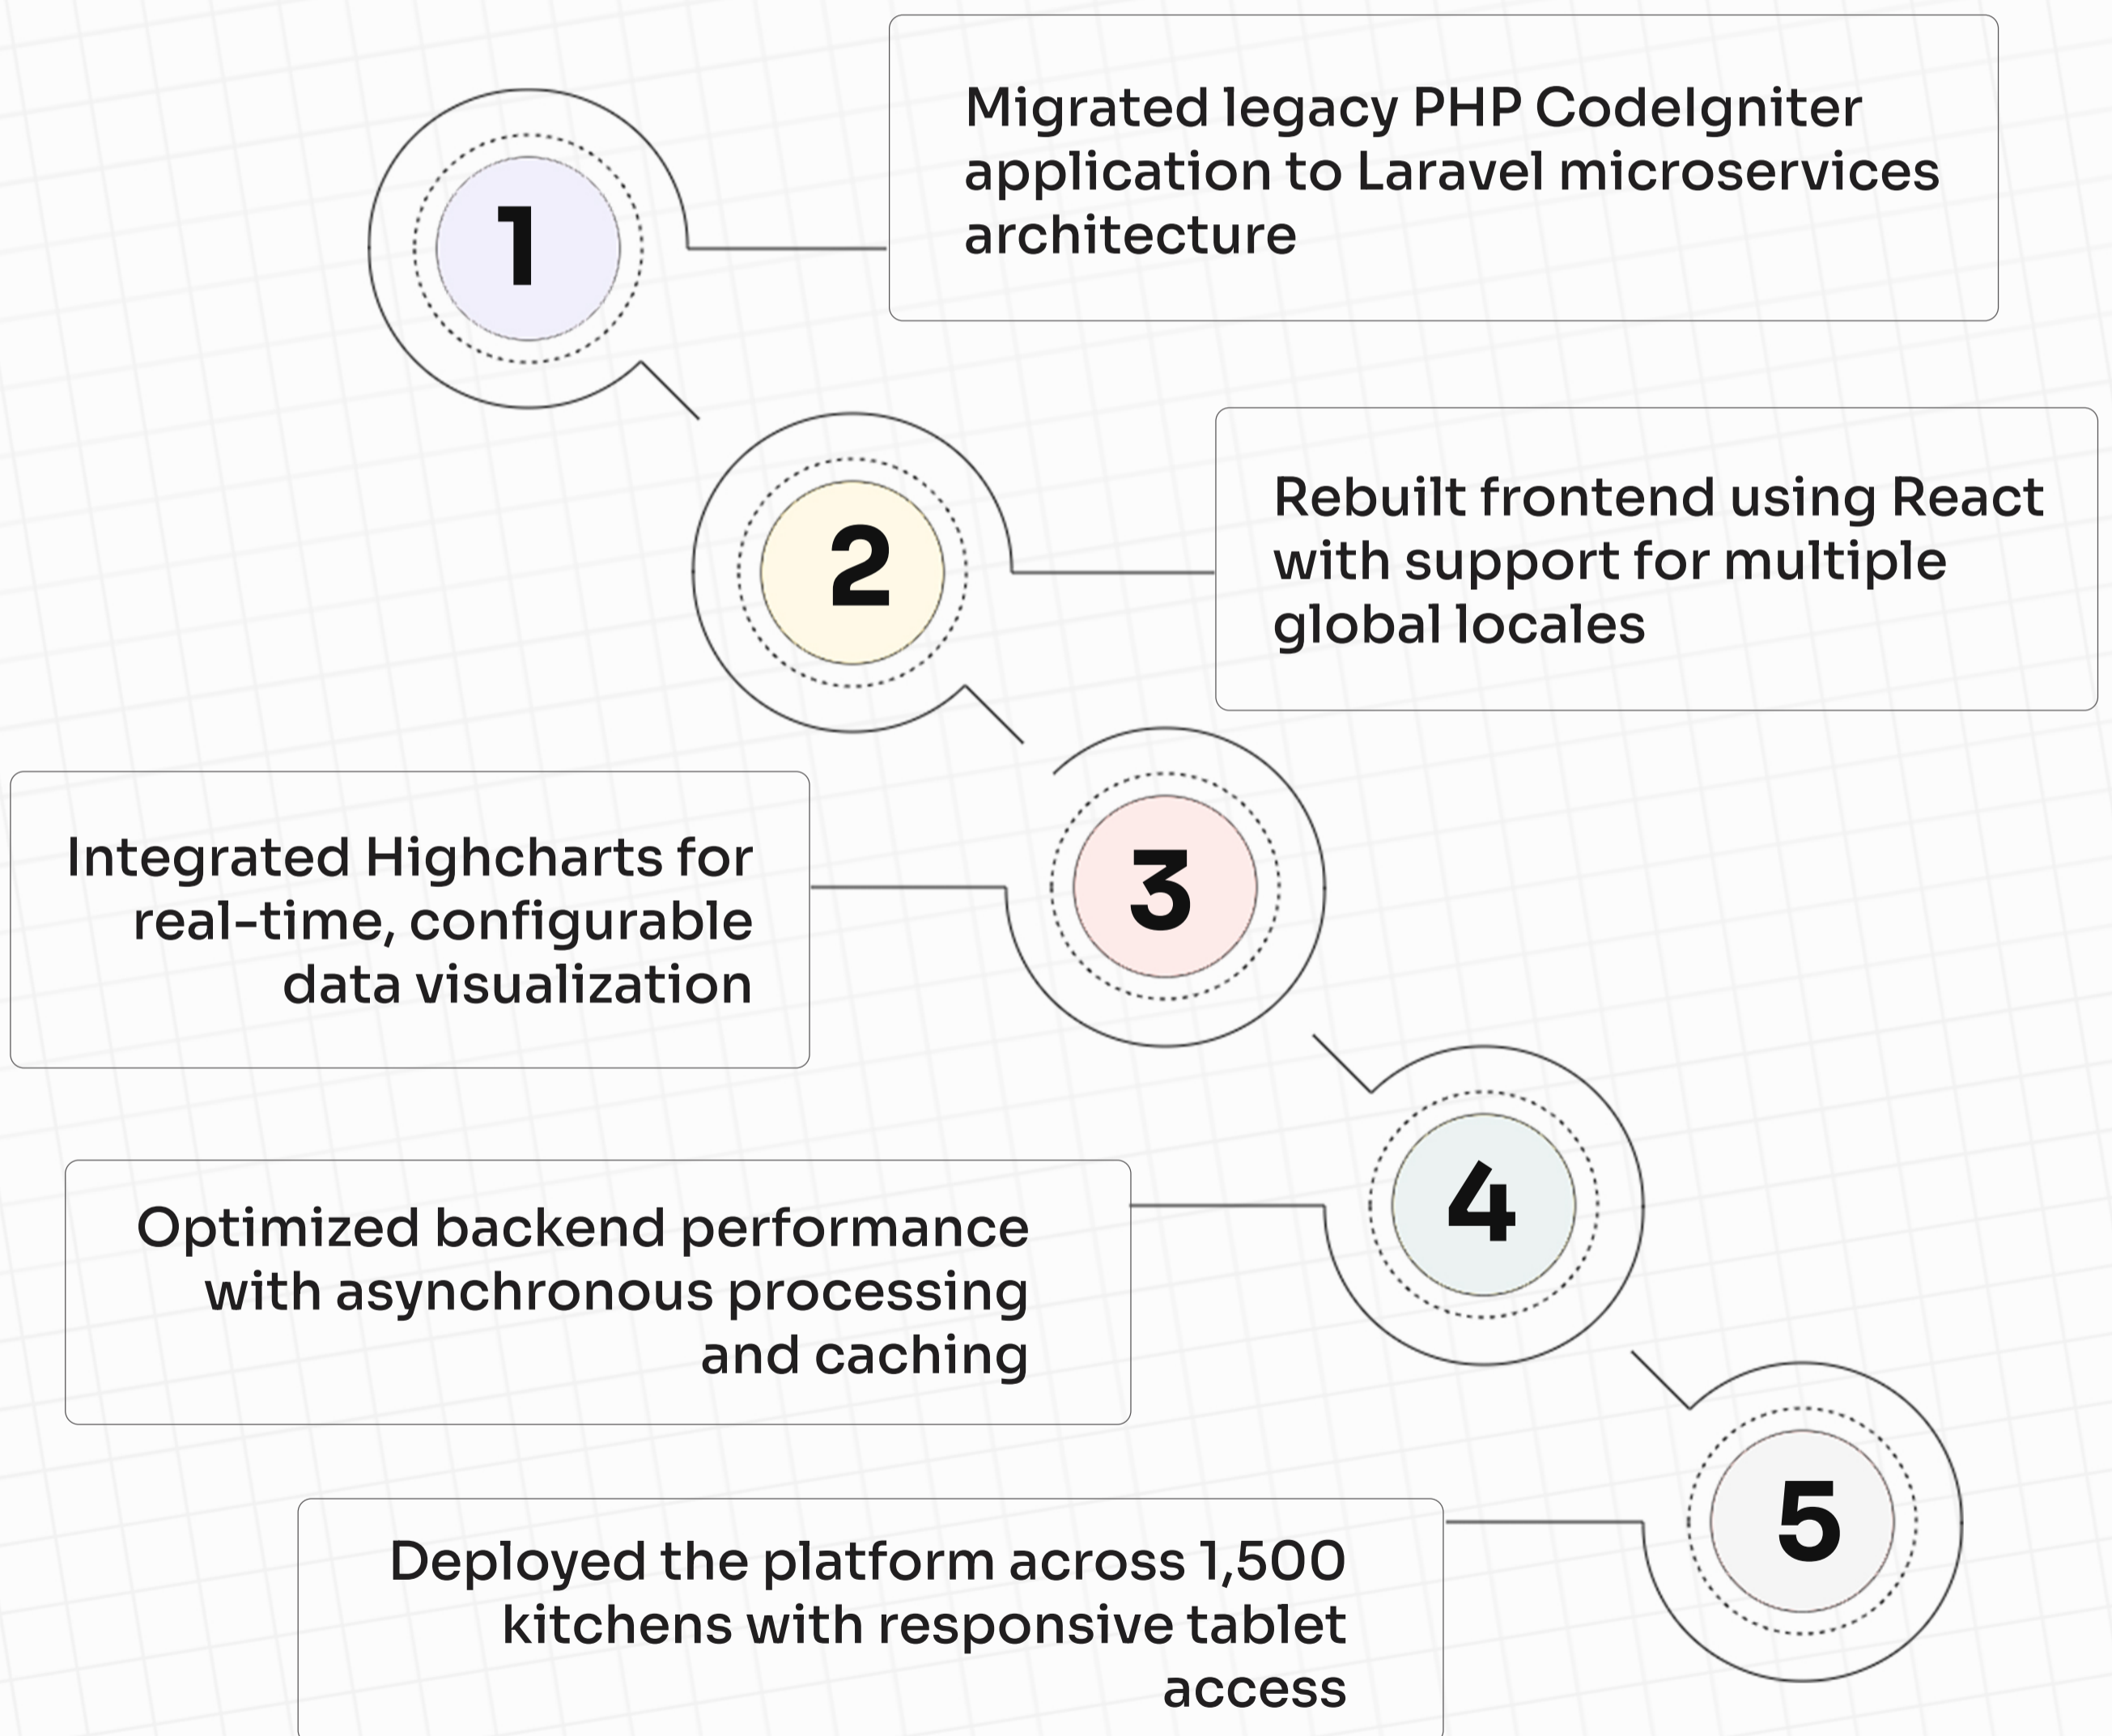 1
Migrated legacy PHP CodeIgniter
application to Laravel microservices
architecture
2
Rebuilt frontend using React
with support for multiple
global locales
3
Integrated Highcharts for
real-time, configurable
data visualization
4
Optimized backend performance
with asynchronous processing
and caching
5
Deployed the platform across 1,500
kitchens with responsive tablet
access